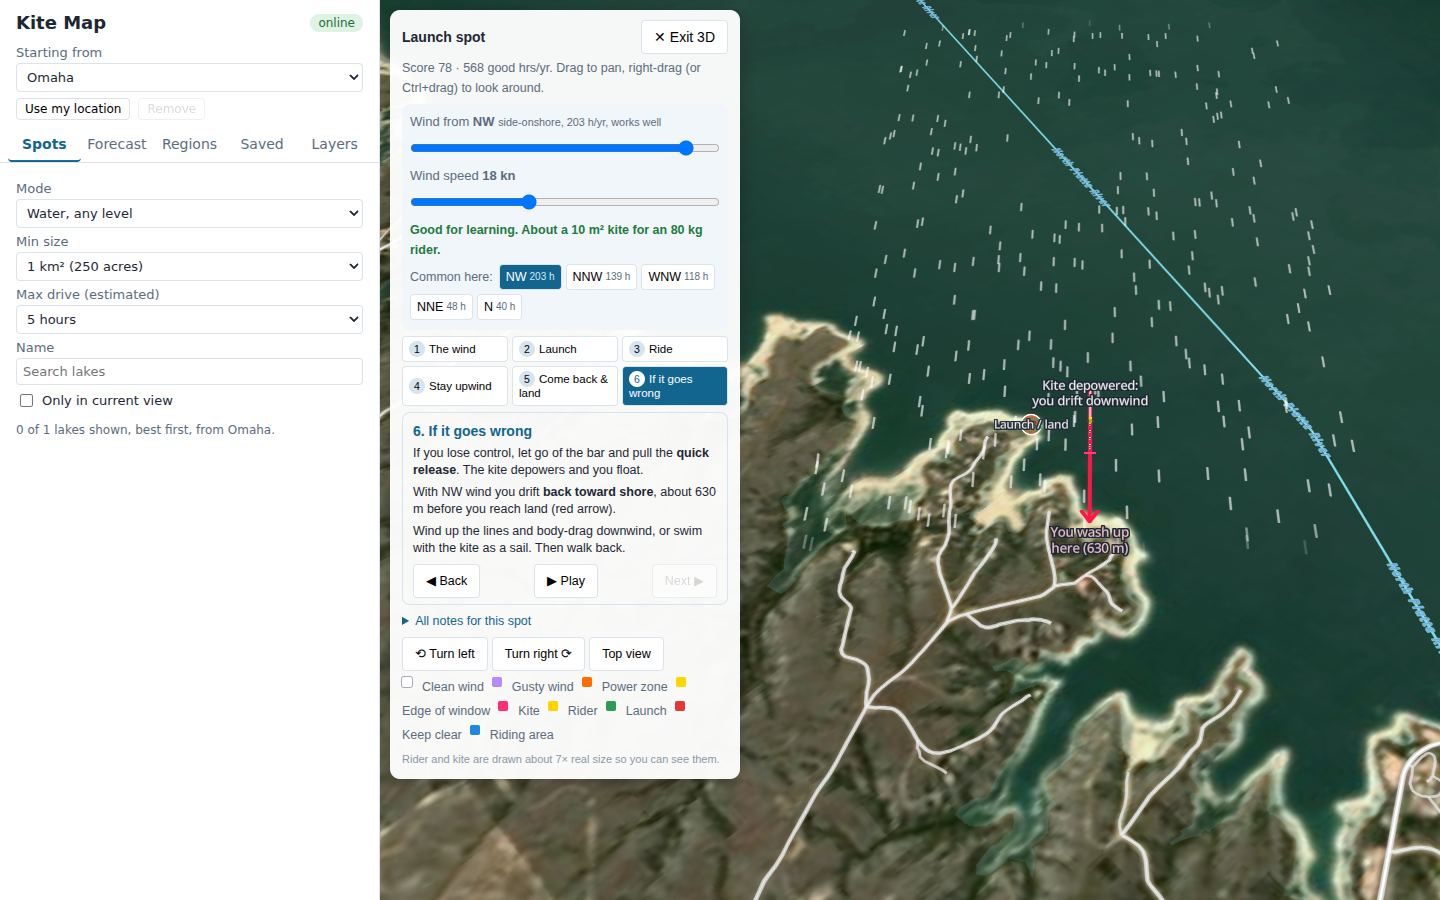 Kite Map
online
Starting from
Omaha
Use my location
Remove
Spots
Forecast
Regions
Saved
Layers
Mode
Water, any level
Min size
1 km² (250 acres)
Max drive (estimated)
5 hours
Name
Search lakes
Only in current view
0 of 1 lakes shown, best first, from Omaha.
Launch spot
✕ Exit 3D
Score 78 · 568 good hrs/yr. Drag to pan, right-drag (or
Ctrl+drag) to look around.
Wind from NW side-onshore, 203 h/yr, works well
Wind speed 18 kn
Good for learning. About a 10 m² kite for an 80 kg
rider.
Common here:
NW 203 h
NNW 139 h
WNW 118 h
NNE 48 h
N 40 h
1 The wind
2 Launch
3 Ride
4 Stay upwind
5 Come back &
land
6 If it goes
wrong
6. If it goes wrong
If you lose control, let go of the bar and pull the quick
release. The kite depowers and you float.
With NW wind you drift back toward shore, about 630
m before you reach land (red arrow).
Wind up the lines and body-drag downwind, or swim
with the kite as a sail. Then walk back.
◀ Back
▶ Play
Next ▶
▶ All notes for this spot
⟲ Turn left
Turn right ⟳
Top view
Clean wind
Gusty wind
Power zone
Edge of window
Kite
Rider
Launch
Keep clear
Riding area
Rider and kite are drawn about 7× real size so you can see them.
North Platte River
Kite depowered:
you drift downwind
Launch / land
You wash up
here (630 m)
North Platte River